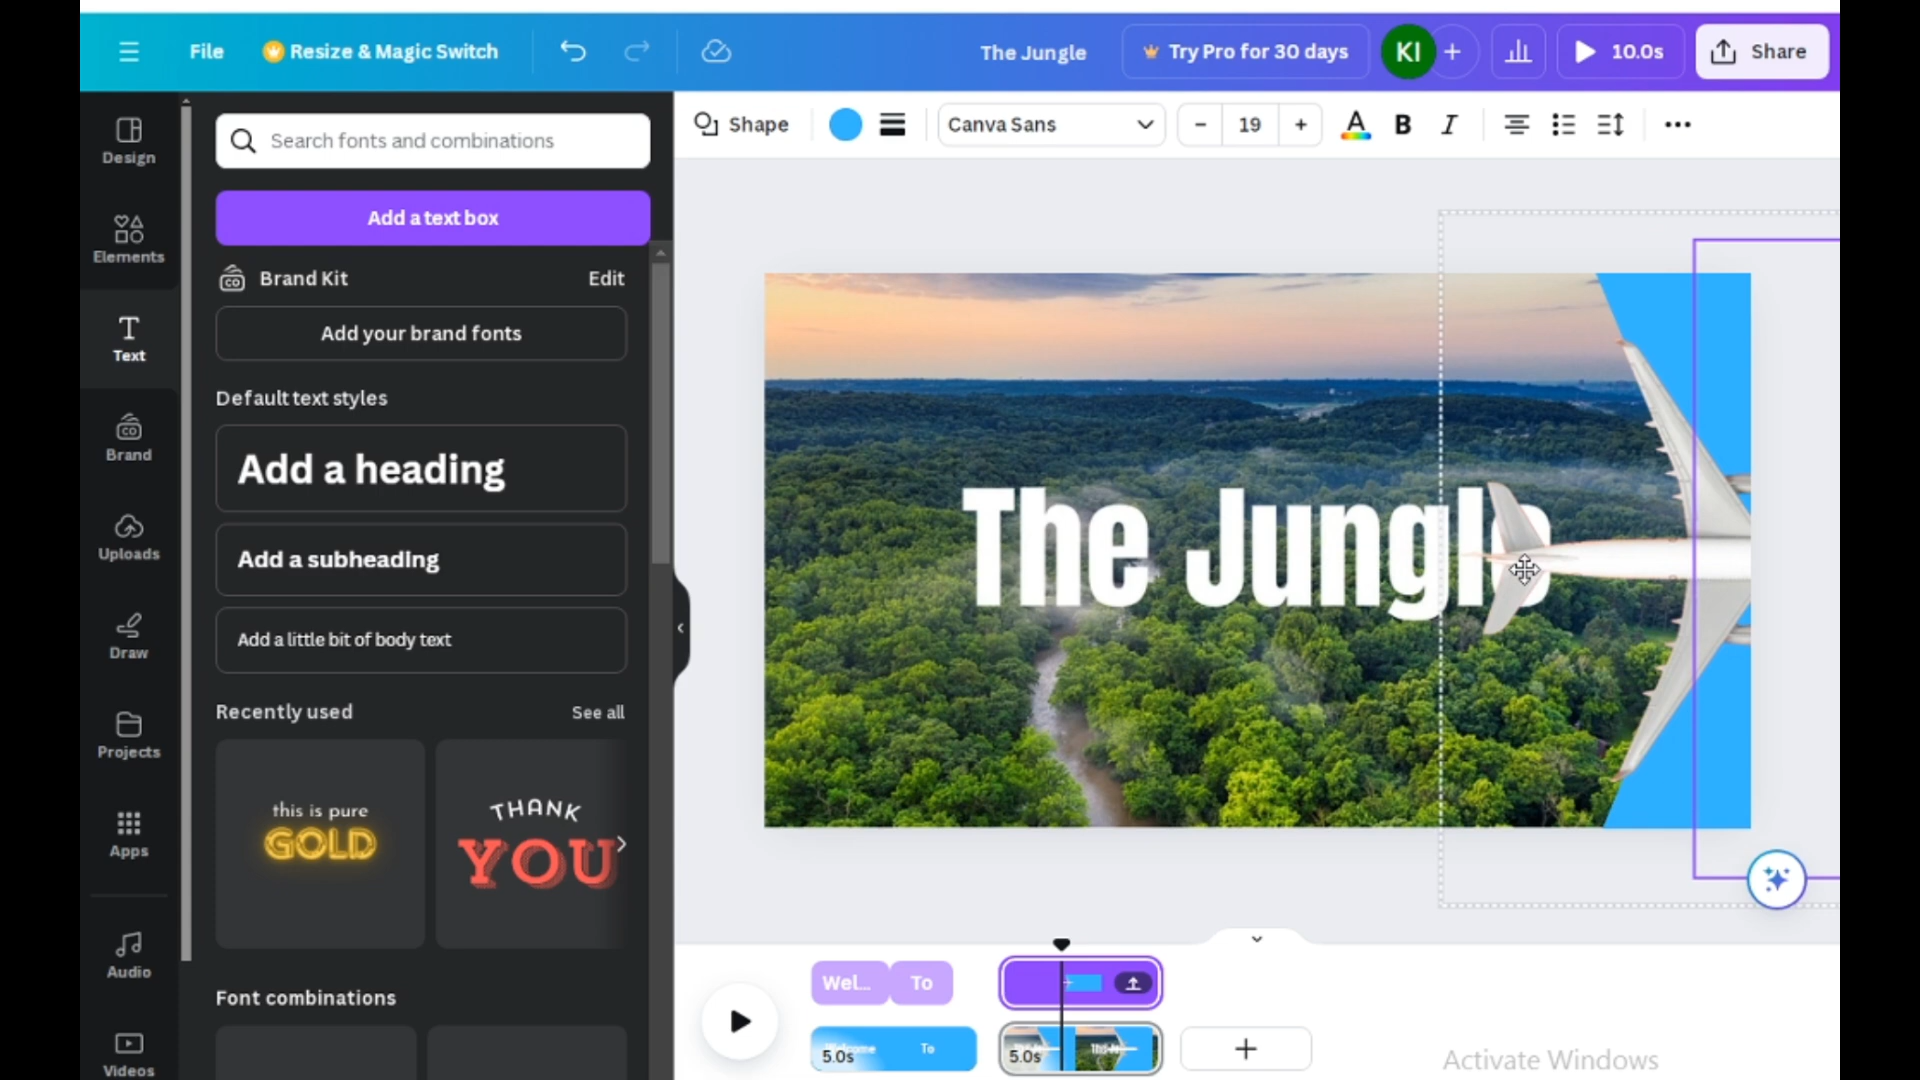 File
Resize & Magic Switch
The Jungle
Try Pro for 30 days
KI
10.0s
Share
Design
Elements
Text
Brand
Uploads
Draw
Projects
Apps
Audio
Videos
Search fonts and combinations
Add a text box
Brand Kit
Edit
Add your brand fonts
Default text styles
Add a heading
Add a subheading
Add a little bit of body text
Recently used
See all
this is pure
GOLD
THANK
YOU
Font combinations
Shape
Canva Sans
19
A
B
I
The Jungle
Wel...
To
5.0s
To
5.0s
Activate Windows